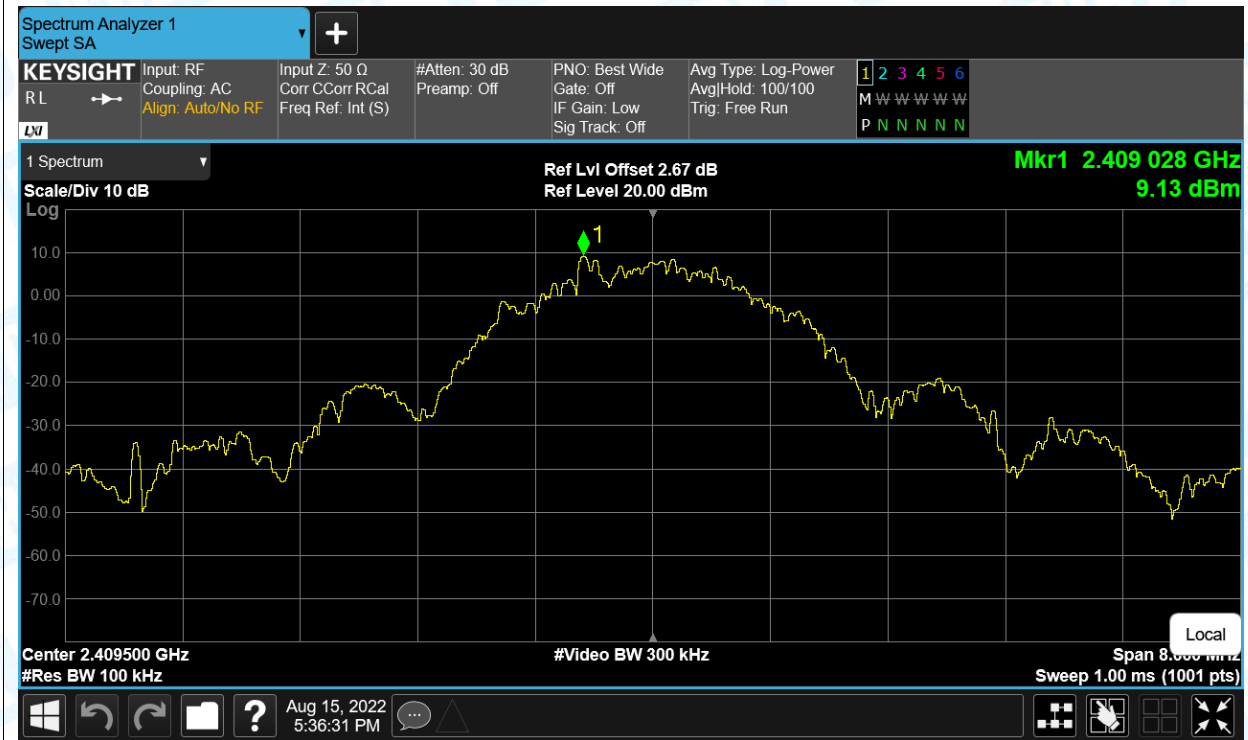 Spectrum Analyzer 1
Swept SA
KEYSIGHT
R L
LXI
Input: RF
Coupling: AC
Align: Auto/No RF
Input Z: 50 Ω
Corr CCorr RCal
Freq Ref: Int (S)
#Atten: 30 dB
Preamp: Off
PNO: Best Wide
Gate: Off
IF Gain: Low
Sig Track: Off
Avg Type: Log-Power
Avg|Hold: 100/100
Trig: Free Run
1 2 3 4 5 6
M W W W W W W
P N N N N N N
1 Spectrum
Scale/Div 10 dB
Log
Ref Lvl Offset 2.67 dB
Ref Level 20.00 dBm
Mkr1 2.409 028 GHz
9.13 dBm
1
10.0
0.00
-10.0
-20.0
-30.0
-40.0
-50.0
-60.0
-70.0
Local
Center 2.409500 GHz
#Video BW 300 kHz
Span
#Res BW 100 kHz
Sweep 1.00 ms (1001 pts)
?
Aug 15, 2022
5:36:31 PM